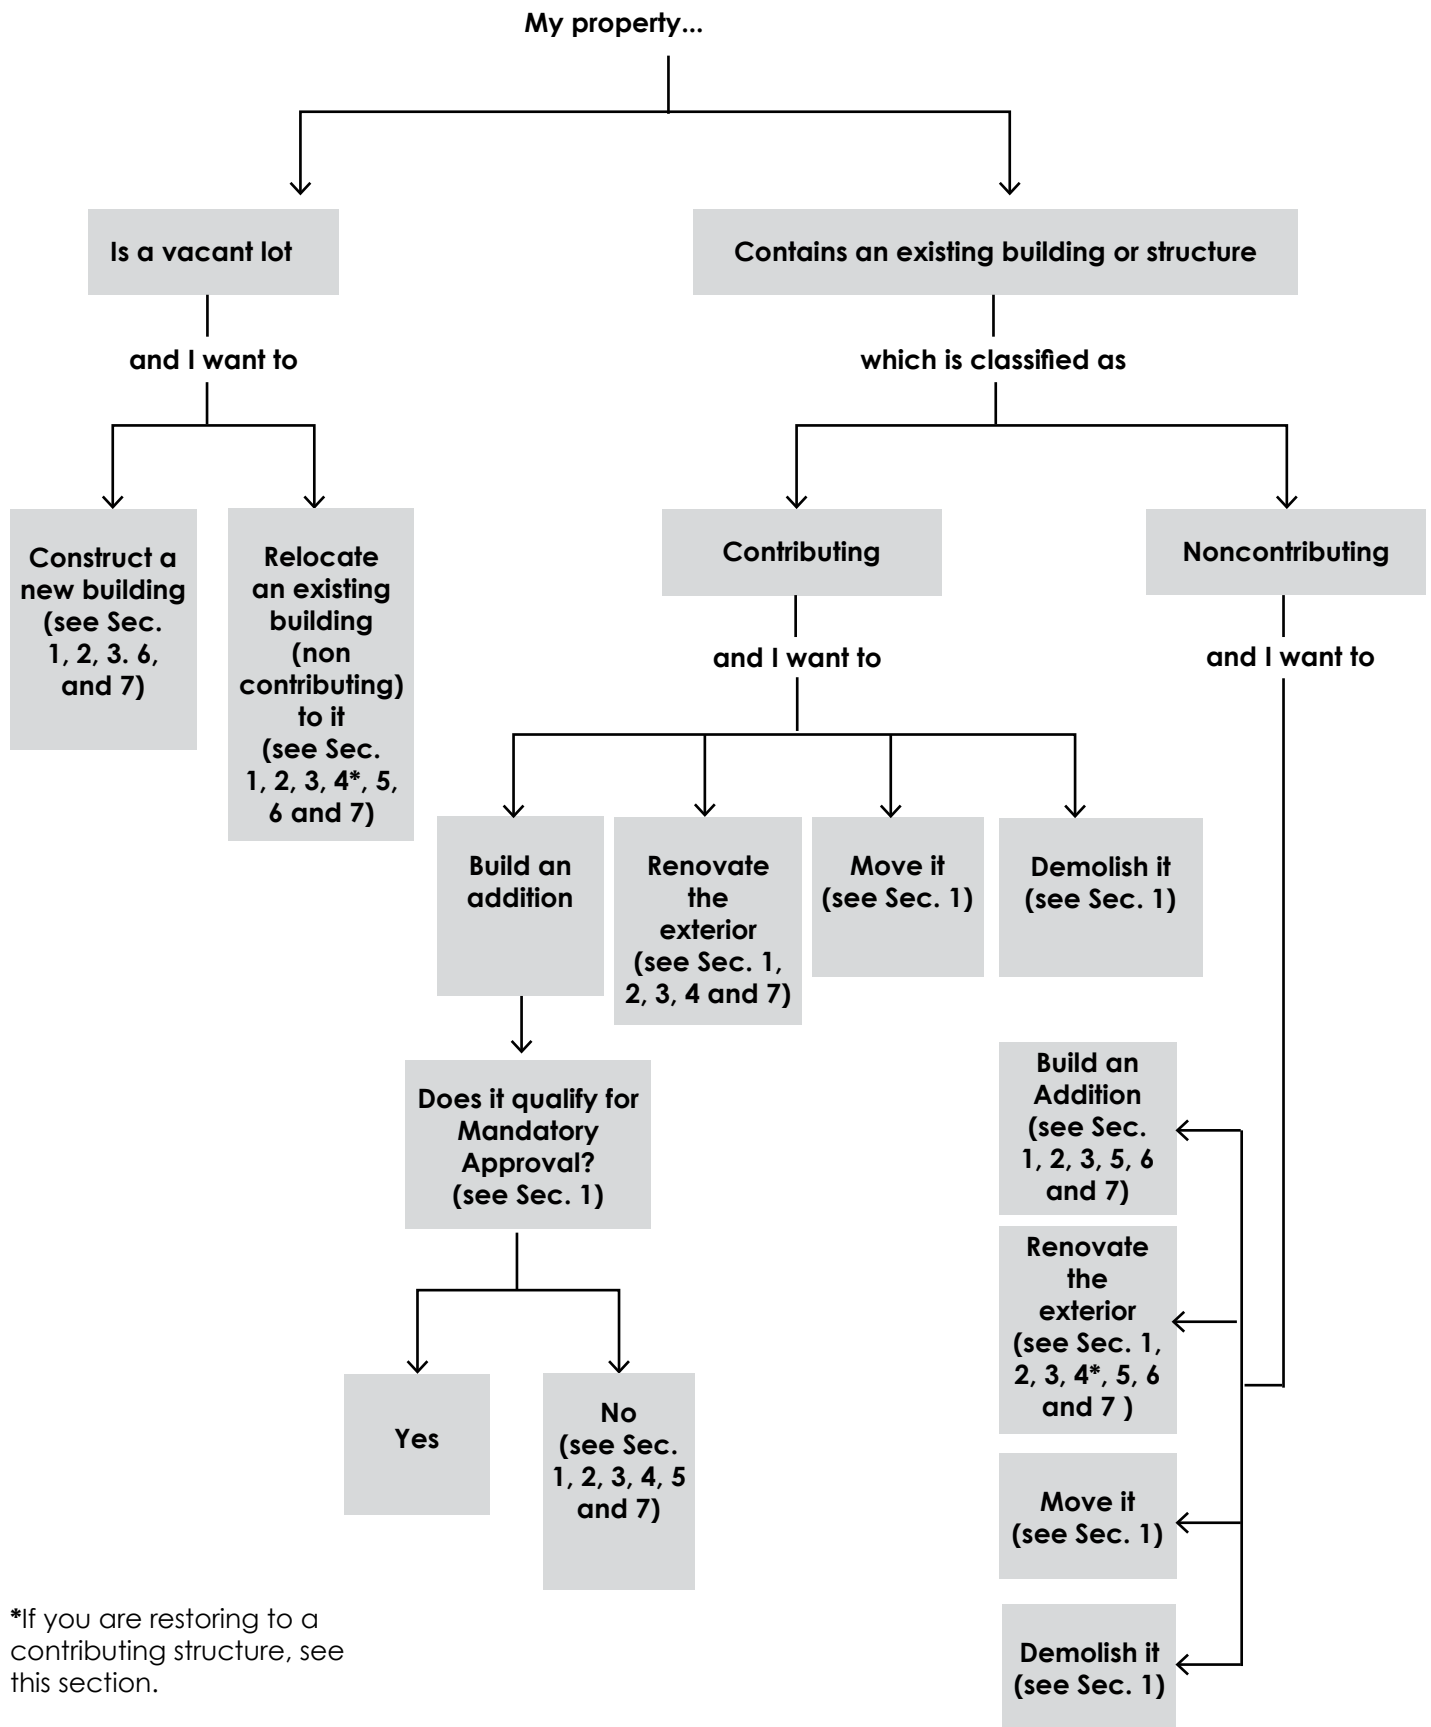 My property...
Is a vacant lot
Contains an existing building or structure
and I want to
which is classified as
Construct a
new building
(see Sec.
1, 2, 3. 6,
and 7)
Relocate
an existing
building
(non
contributing)
to it
(see Sec.
1, 2, 3, 4*, 5,
6 and 7)
Contributing
Noncontributing
and I want to
and I want to
Build an
addition
Renovate
the
exterior
(see Sec. 1,
2, 3, 4 and 7)
Move it
(see Sec. 1)
Demolish it
(see Sec. 1)
Does it qualify for
Mandatory
Approval?
(see Sec. 1)
Yes
No
(see Sec.
1, 2, 3, 4, 5
and 7)
Build an
Addition
(see Sec.
1, 2, 3, 5, 6
and 7)
Renovate
the
exterior
(see Sec. 1,
2, 3, 4*, 5, 6
and 7 )
Move it
(see Sec. 1)
Demolish it
(see Sec. 1)
*If you are restoring to a
contributing structure, see
this section.